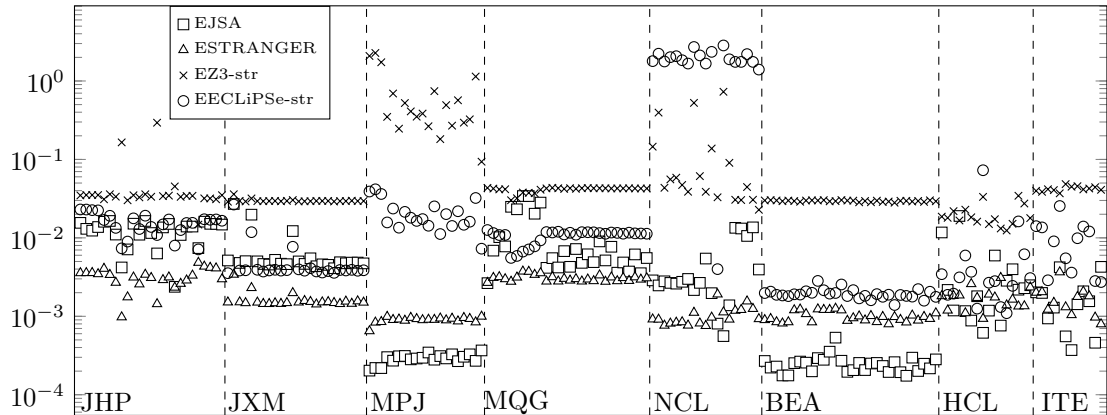 EJSA
ESTRANGER
EZ3-str
EECLiPSe-str
10^0
10^−1
10^−2
10^−3
10^−4
JHP JXM MPJ MQG NCL BEA HCL ITE